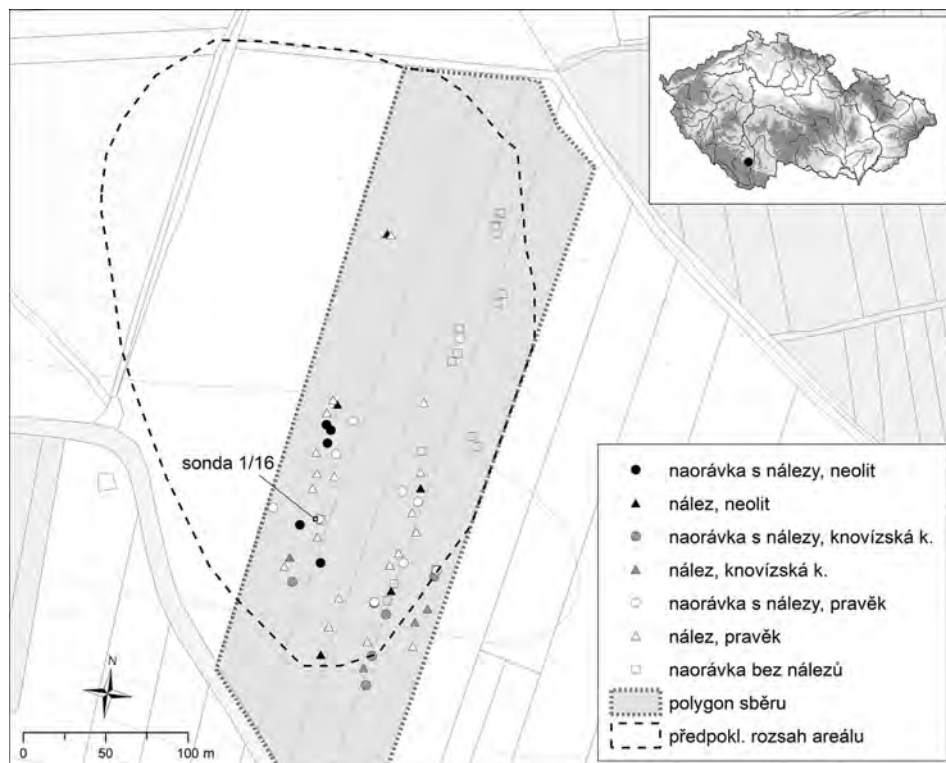 sonda 1/16
naorávka s nálezy, neolit
nález, neolit
naorávka s nálezy, knovízská k.
nález, knovízská k.
naorávka s nálezy, pravěk
nález, pravěk
naorávka bez nálezů
polygon sběru
předpokl. rozsah areálu
N
0 50 100 m